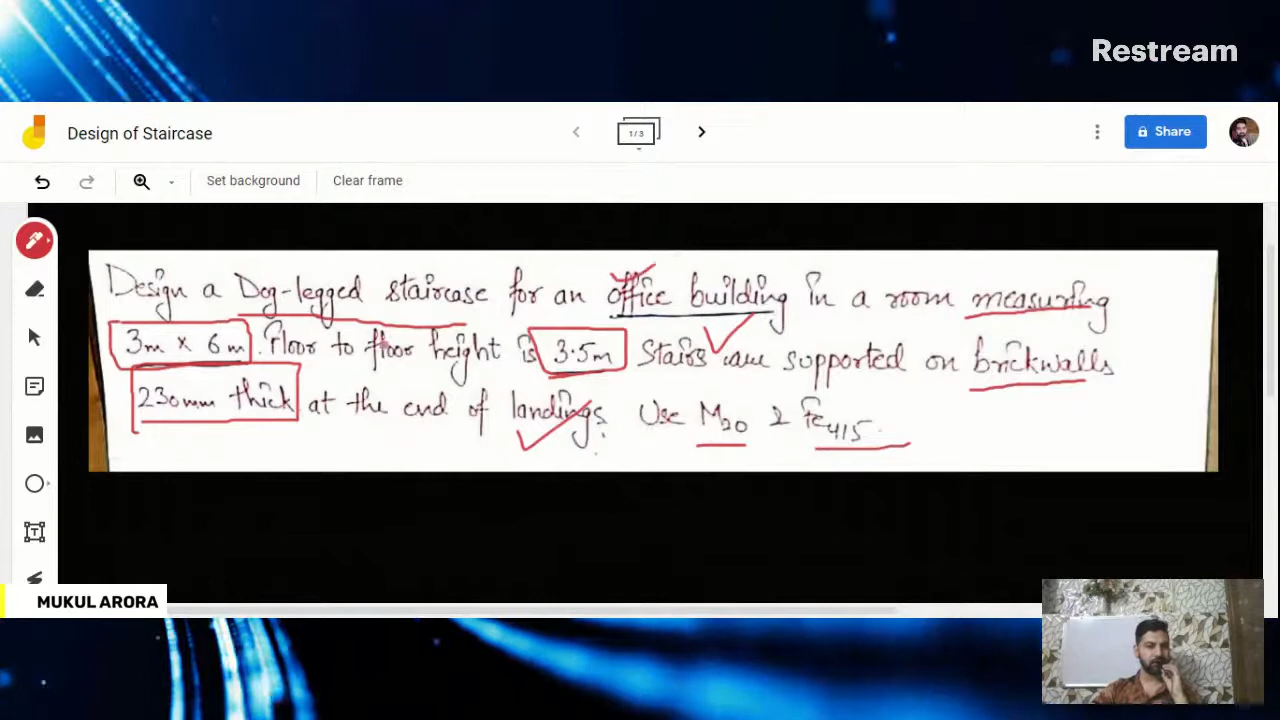 Restream
Design of Staircase
1/3
Share
Set background
Clear frame
Design a Dog-legged staircase for an office building in a room measuring
3m × 6m. Floor to floor height is 3.5m Stairs are supported on brickwalls
230mm thick at the end of landings. Use M20 & Fe415.
MUKUL ARORA